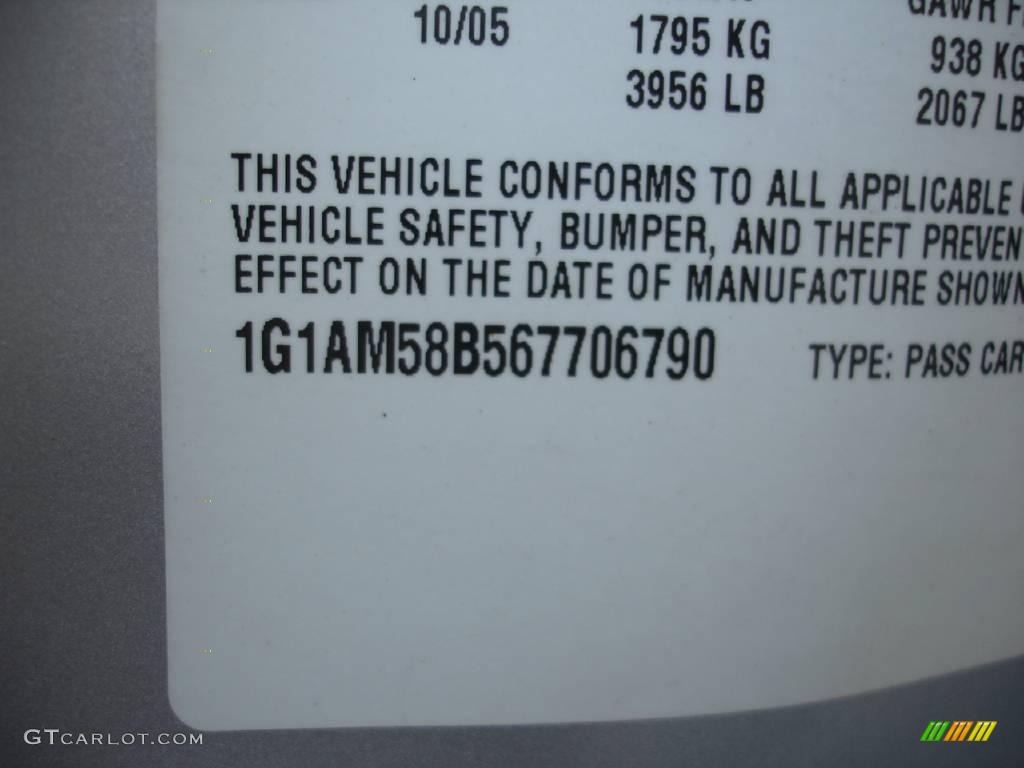 GAWR F
10/05 1795 KG 938 KG
3956 LB 2067 LB
THIS VEHICLE CONFORMS TO ALL APPLICABLE
VEHICLE SAFETY, BUMPER, AND THEFT PREVEN
EFFECT ON THE DATE OF MANUFACTURE SHOWN
1G1AM58B567706790 TYPE: PASS CAR
GTCARLOT.COM